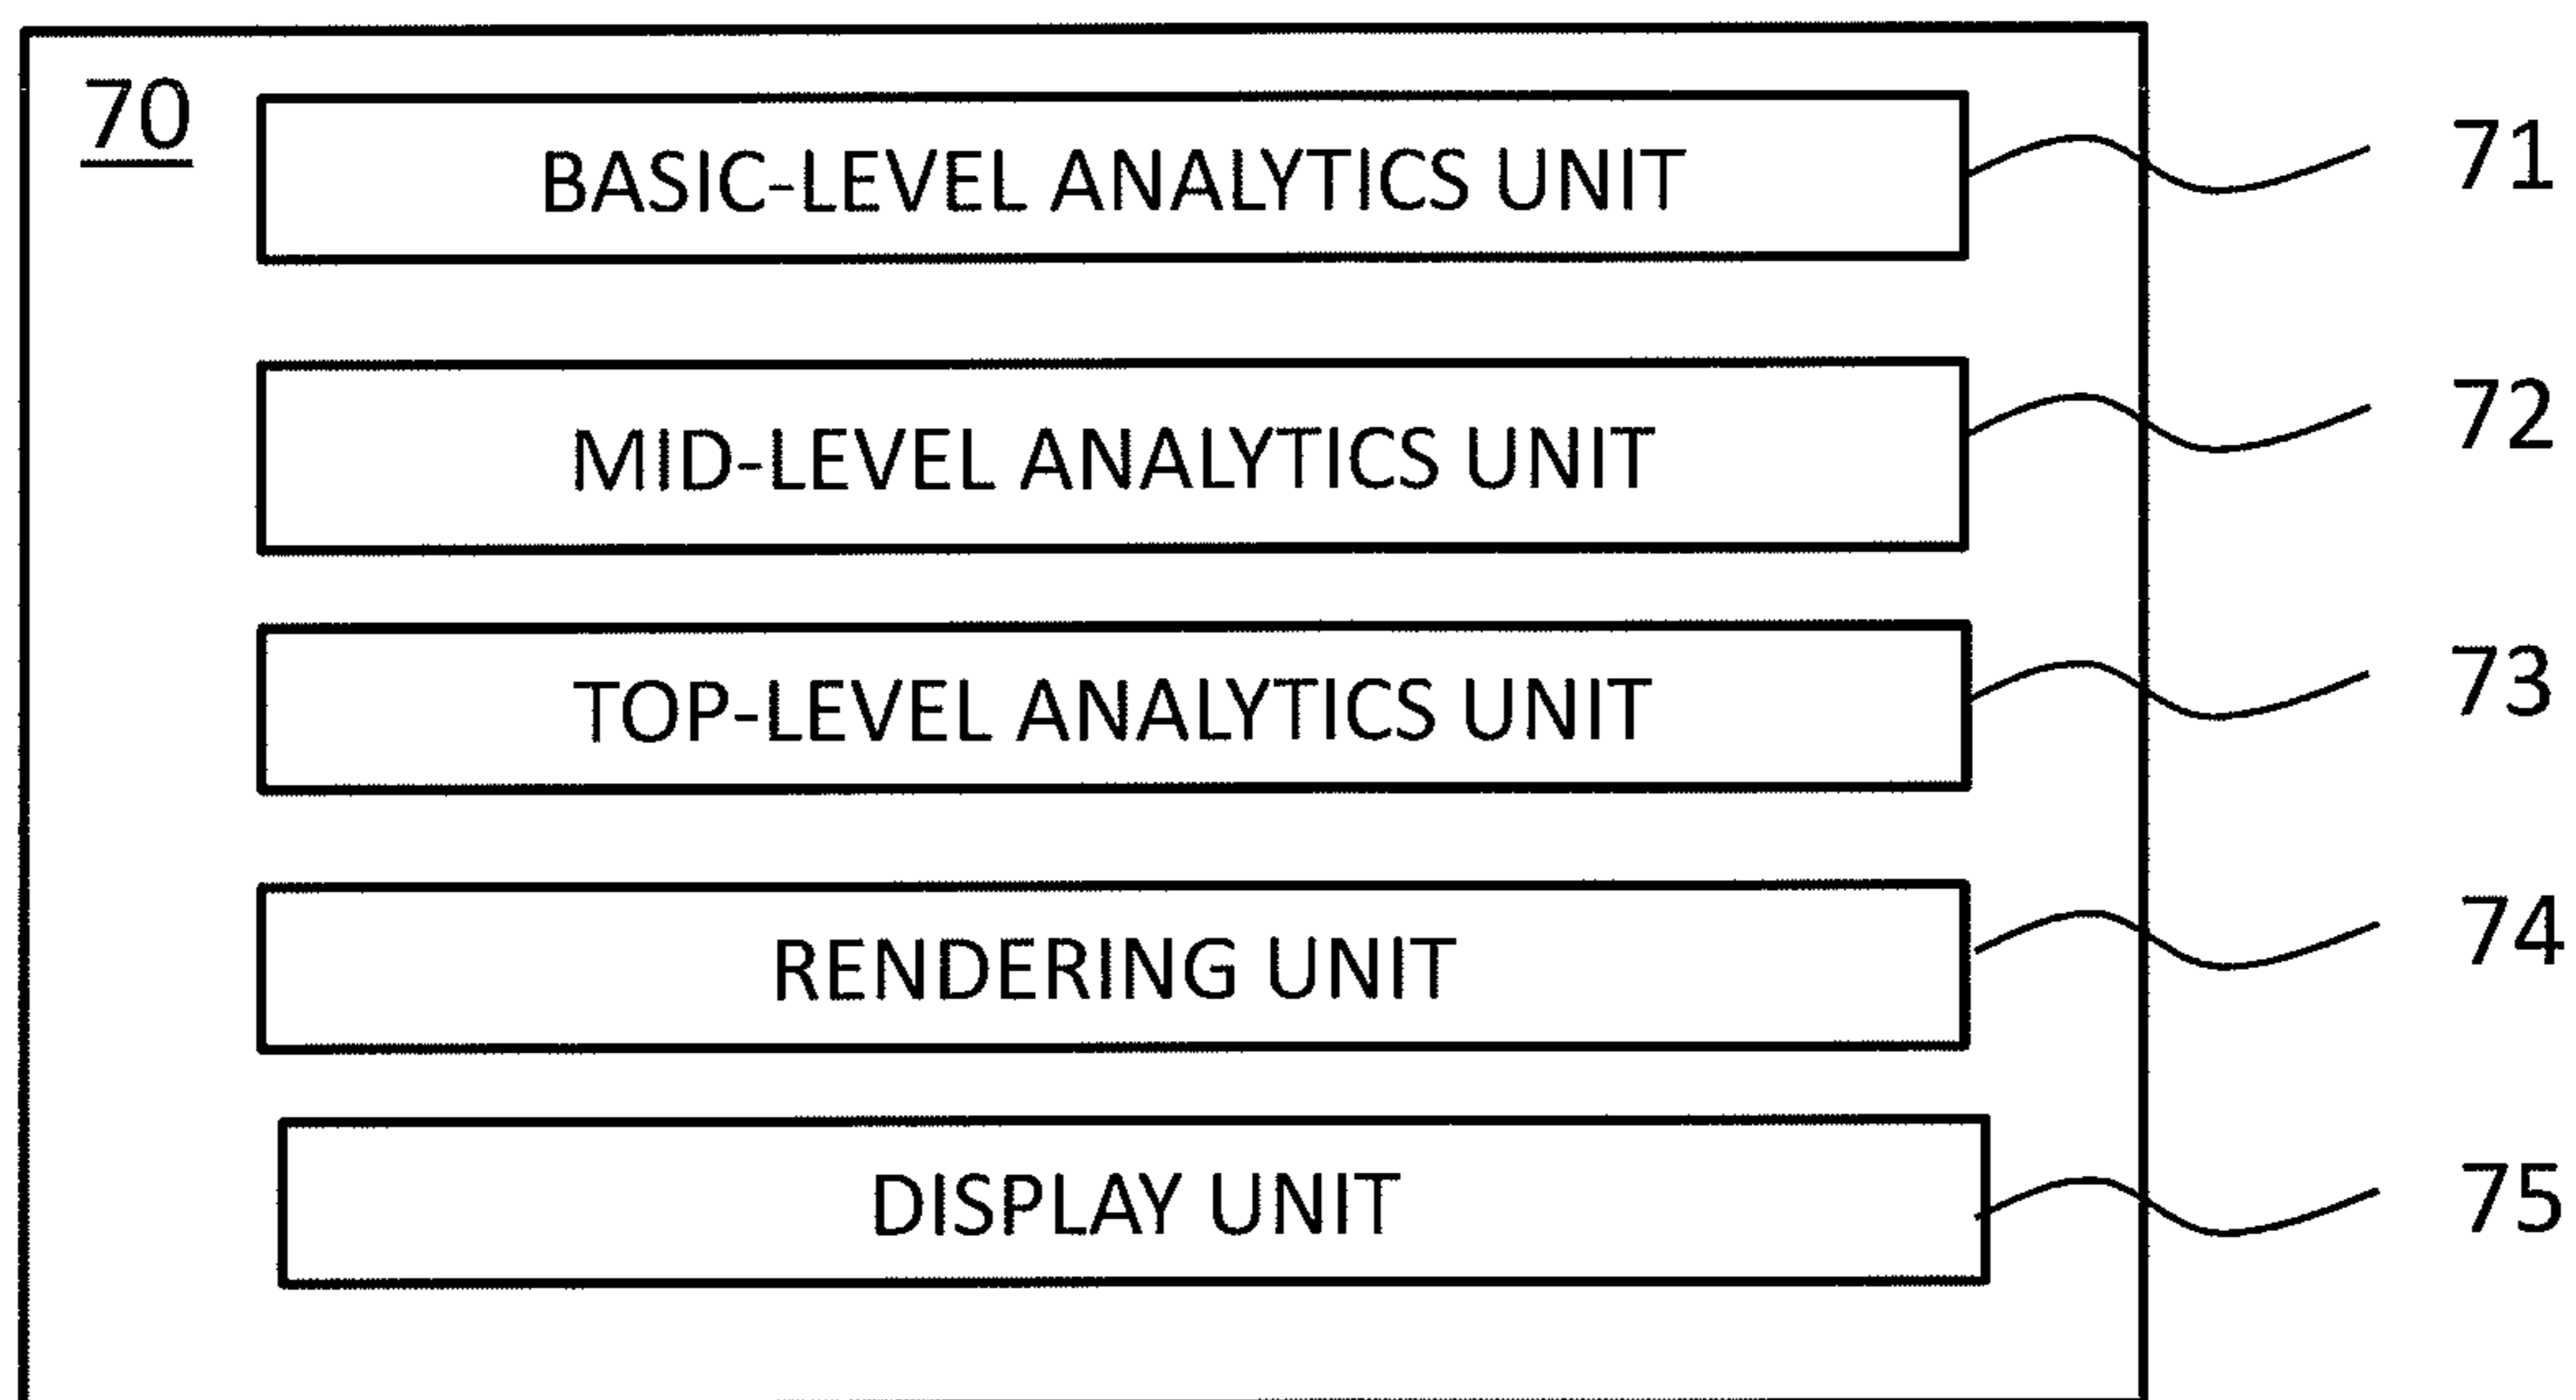 70
BASIC-LEVEL ANALYTICS UNIT 71
MID-LEVEL ANALYTICS UNIT 72
TOP-LEVEL ANALYTICS UNIT 73
RENDERING UNIT 74
DISPLAY UNIT 75